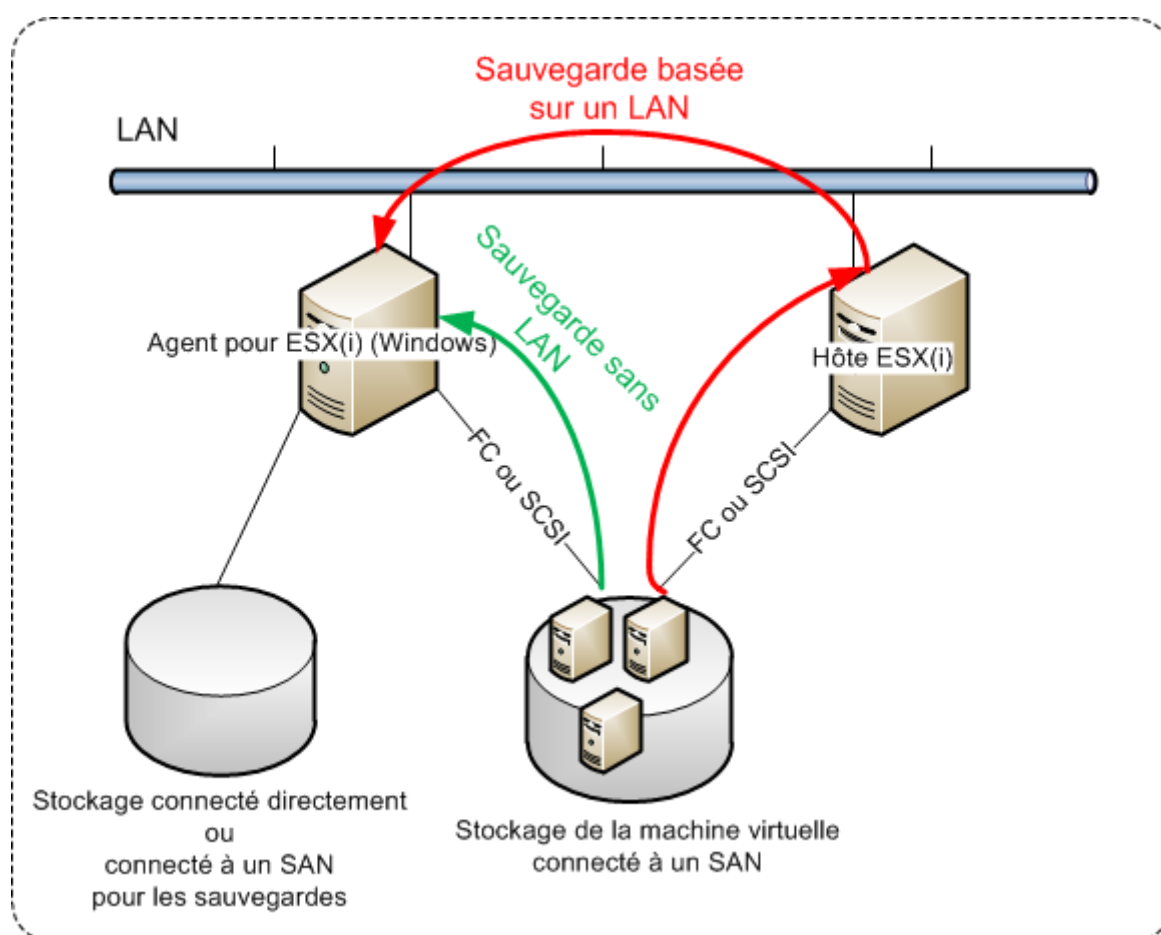 Sauvegarde basée
sur un LAN
LAN
Sauvegarde sans
LAN
Agent pour ESX(i) (Windows)
Hôte ESX(i)
FC ou SCSI
FC ou SCSI
Stockage connecté directement
ou
connecté à un SAN
pour les sauvegardes
Stockage de la machine virtuelle
connecté à un SAN